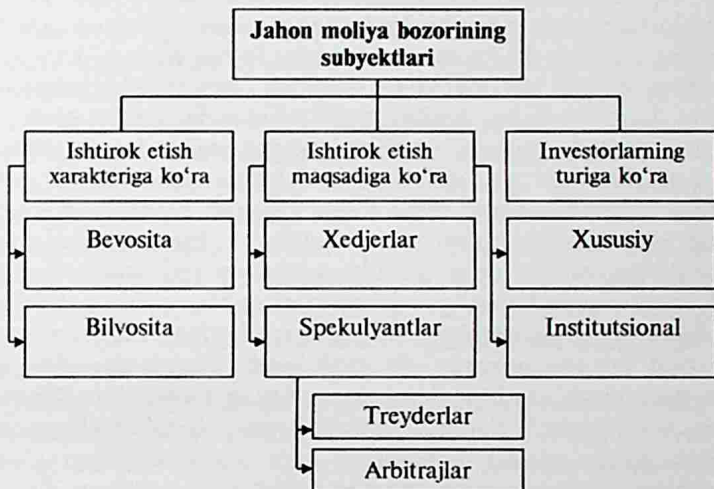 Jahon moliya bozorining
subyektlari
Ishtirok etish
xarakteriga ko‘ra
Ishtirok etish
maqsadiga ko‘ra
Investorlarning
turiga ko‘ra
Bevosita
Xedjerlar
Xususiy
Bilvosita
Spekulyantlar
Institutsional
Treyderlar
Arbitrajlar